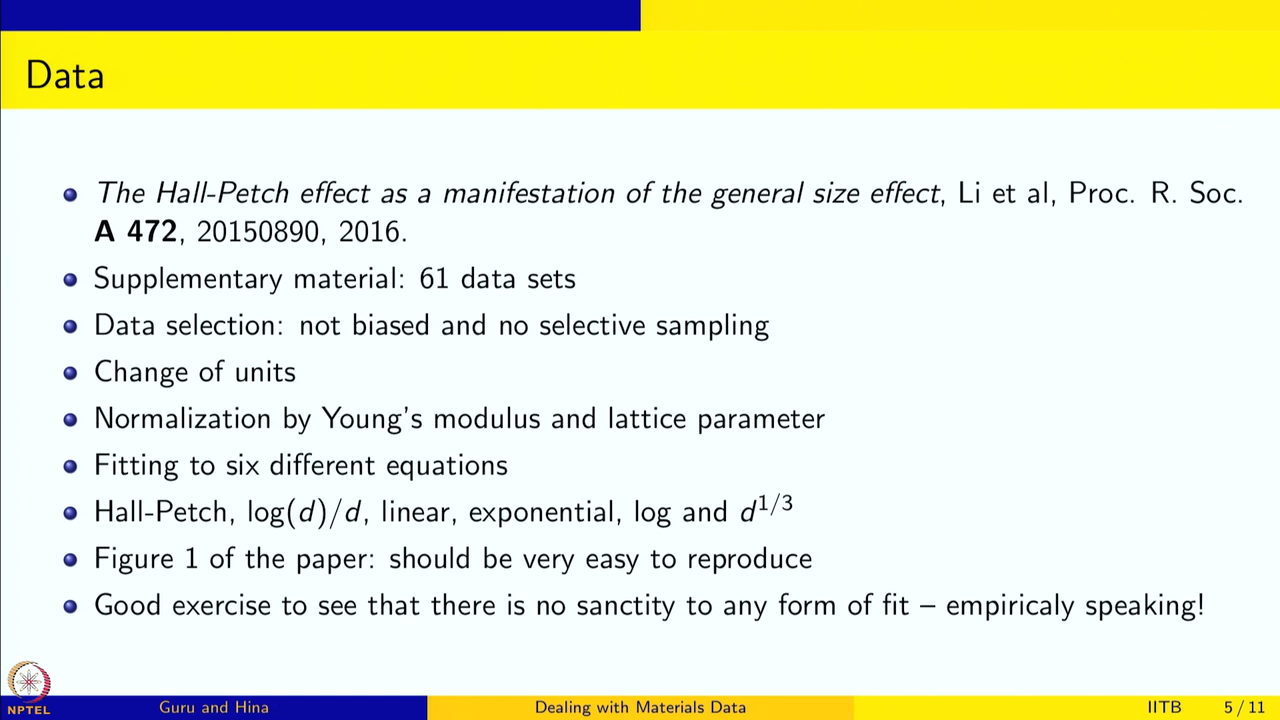 Data
The Hall-Petch effect as a manifestation of the general size effect, Li et al, Proc. R. Soc.
A 472, 20150890, 2016.
Supplementary material: 61 data sets
Data selection: not biased and no selective sampling
Change of units
Normalization by Young's modulus and lattice parameter
Fitting to six different equations
Hall-Petch, log(d)/d, linear, exponential, log and d^{1/3}
Figure 1 of the paper: should be very easy to reproduce
Good exercise to see that there is no sanctity to any form of fit – empiricaly speaking!
NPTEL
Guru and Hina
Dealing with Materials Data
IITB
5 / 11